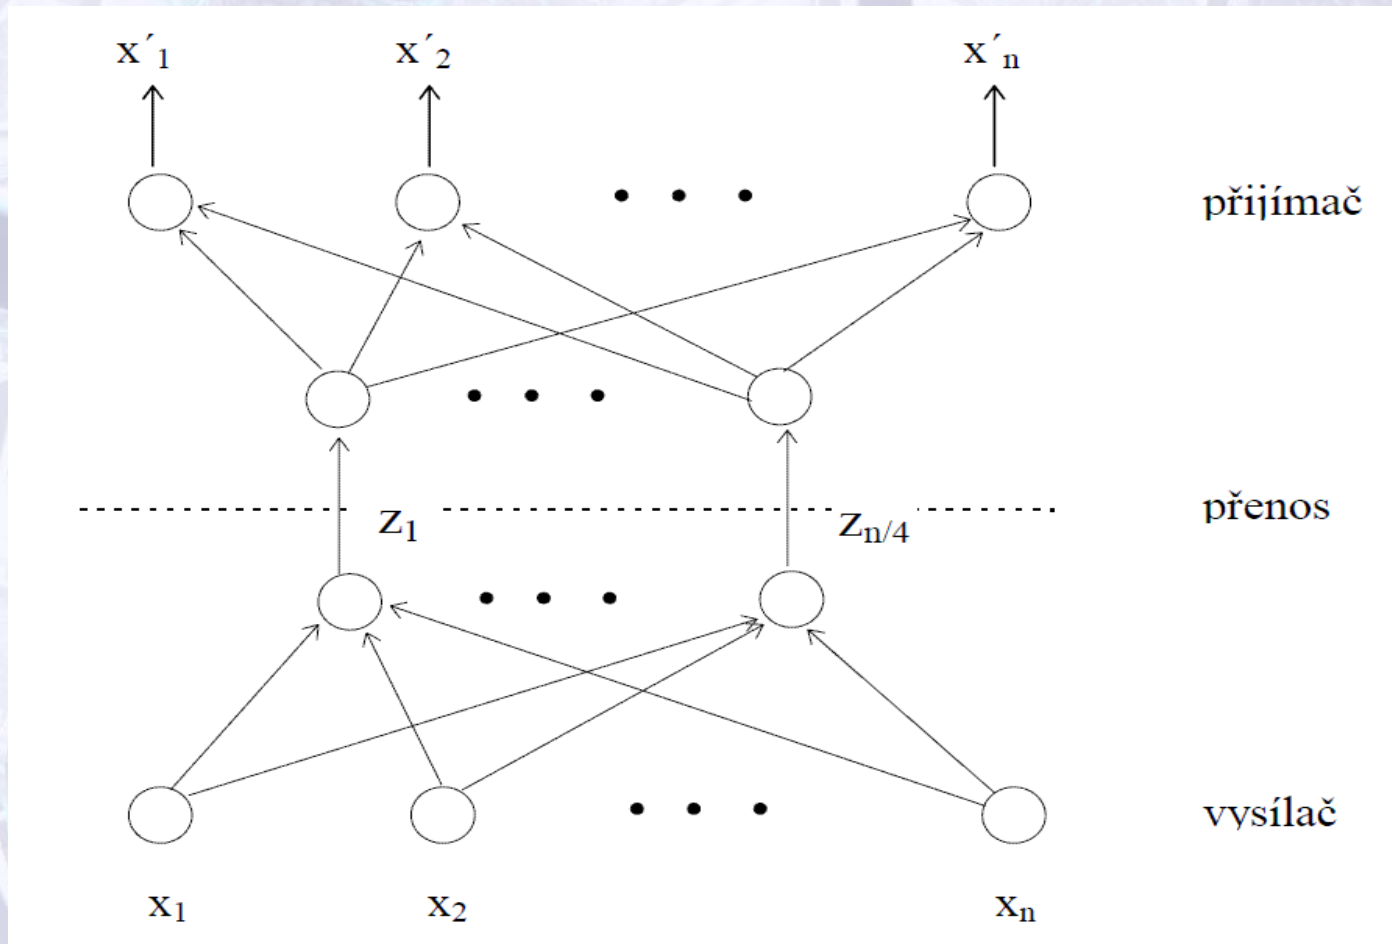 x´1 x´2 x´n
přijímač
přenos
z1 zn/4
vysílač
x1 x2 xn